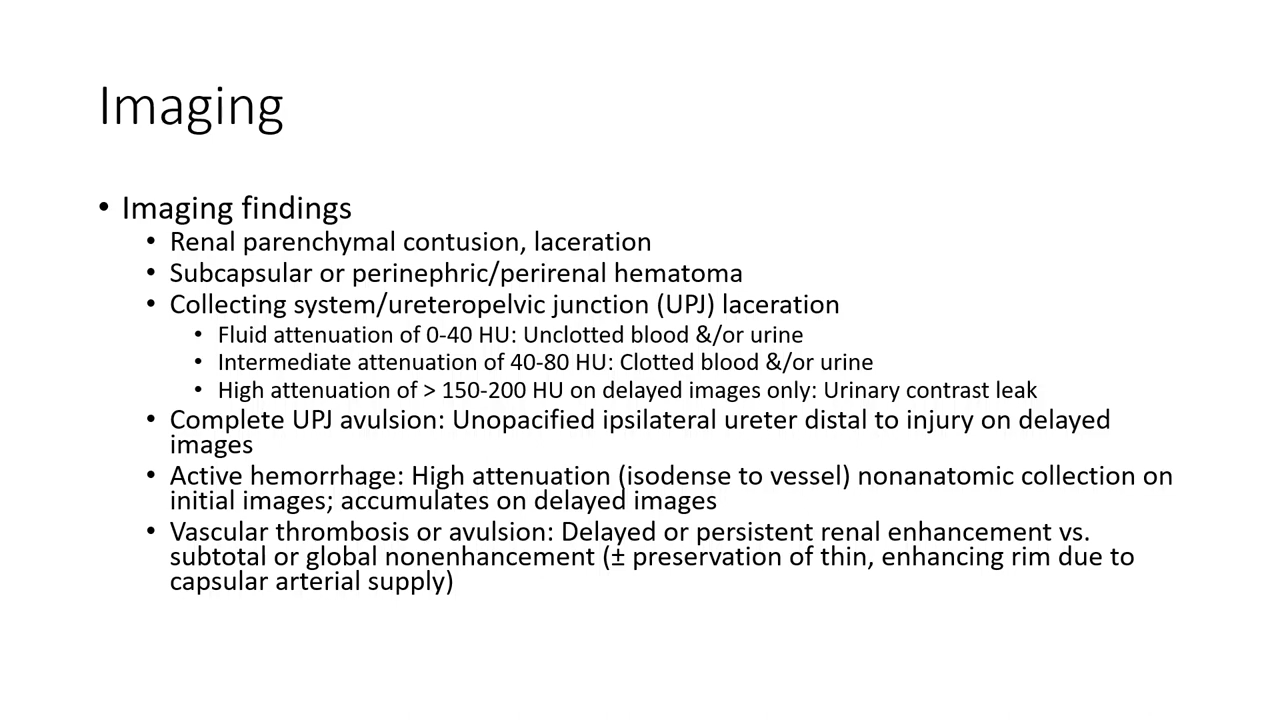 Imaging
• Imaging findings
• Renal parenchymal contusion, laceration
• Subcapsular or perinephric/perirenal hematoma
• Collecting system/ureteropelvic junction (UPJ) laceration
• Fluid attenuation of 0-40 HU: Unclotted blood &/or urine
• Intermediate attenuation of 40-80 HU: Clotted blood &/or urine
• High attenuation of > 150-200 HU on delayed images only: Urinary contrast leak
• Complete UPJ avulsion: Unopacified ipsilateral ureter distal to injury on delayed
images
• Active hemorrhage: High attenuation (isodense to vessel) nonanatomic collection on
initial images; accumulates on delayed images
• Vascular thrombosis or avulsion: Delayed or persistent renal enhancement vs.
subtotal or global nonenhancement (± preservation of thin, enhancing rim due to
capsular arterial supply)